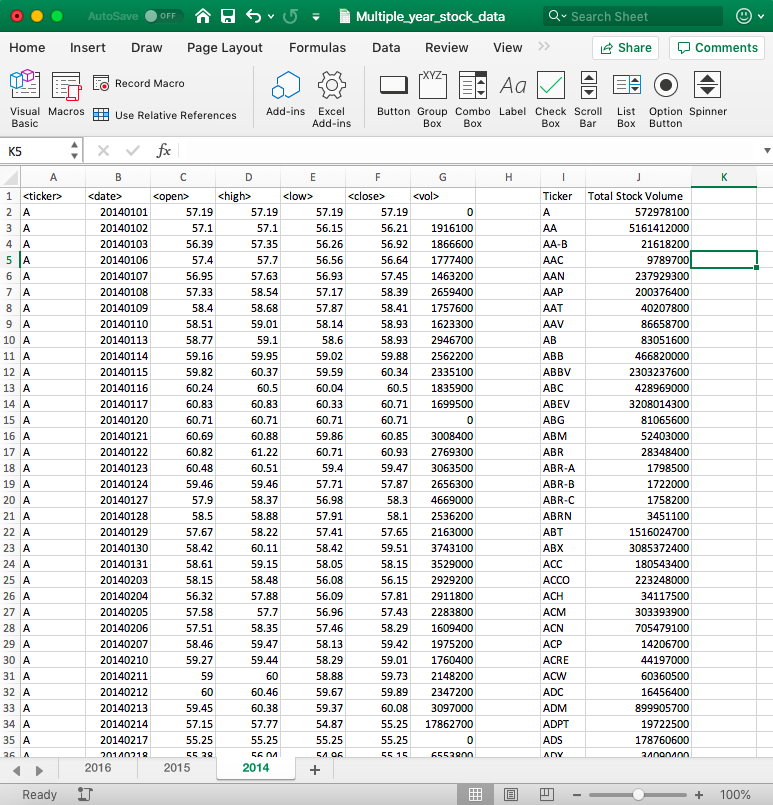 AutoSave OFF Multiple_year_stock_data Search Sheet
Home Insert Draw Page Layout Formulas Data Review View Share Comments
Record Macro
Use Relative References
Visual Basic Macros Add-ins Excel Add-ins Button Group Box Combo Box Label Check Box Scroll Bar List Box Option Button Spinner
XYZ Aa
K5 fx
A B C D E F G H I J K
1 <ticker> <date> <open> <high> <low> <close> <vol> Ticker Total Stock Volume
2 A 20140101 57.19 57.19 57.19 57.19 0 A 572978100
3 A 20140102 57.1 57.1 56.15 56.21 1916100 AA 5161412000
4 A 20140103 56.39 57.35 56.26 56.92 1866600 AA-B 21618200
5 A 20140106 57.4 57.7 56.56 56.64 1777400 AAC 9789700
6 A 20140107 56.95 57.63 56.93 57.45 1463200 AAN 237929300
7 A 20140108 57.33 58.54 57.17 58.39 2659400 AAP 200376400
8 A 20140109 58.4 58.68 57.87 58.41 1757600 AAT 40207800
9 A 20140110 58.51 59.01 58.14 58.93 1623300 AAV 86658700
10 A 20140113 58.77 59.1 58.6 58.93 2946700 AB 83051600
11 A 20140114 59.16 59.95 59.02 59.88 2562200 ABB 466820000
12 A 20140115 59.82 60.37 59.59 60.34 2335100 ABBV 2303237600
13 A 20140116 60.24 60.5 60.04 60.5 1835900 ABC 428969000
14 A 20140117 60.83 60.83 60.33 60.71 1699500 ABEV 3208014300
15 A 20140120 60.71 60.71 60.71 60.71 0 ABG 81065600
16 A 20140121 60.69 60.88 59.86 60.85 3008400 ABM 52403000
17 A 20140122 60.82 61.22 60.71 60.93 2769300 ABR 28348400
18 A 20140123 60.48 60.51 59.4 59.47 3063500 ABR-A 1798500
19 A 20140124 59.46 59.46 57.71 57.87 2656300 ABR-B 1722000
20 A 20140127 57.9 58.37 56.98 58.3 4669000 ABR-C 1758200
21 A 20140128 58.5 58.88 57.91 58.1 2536200 ABRN 3451100
22 A 20140129 57.67 58.22 57.41 57.65 2163000 ABT 1516024700
23 A 20140130 58.42 60.11 58.42 59.51 3743100 ABX 3085372400
24 A 20140131 58.61 59.15 58.05 58.15 3529000 ACC 180543400
25 A 20140203 58.15 58.48 56.08 56.15 2929200 ACCO 223248000
26 A 20140204 56.32 57.88 56.09 57.81 2911800 ACH 34117500
27 A 20140205 57.58 57.7 56.96 57.43 2283800 ACM 303393900
28 A 20140206 57.51 58.35 57.46 58.29 1609400 ACN 705479100
29 A 20140207 58.46 59.47 58.13 59.42 1975200 ACP 14206700
30 A 20140210 59.27 59.44 58.29 59.01 1760400 ACRE 44197000
31 A 20140211 59 60 58.88 59.73 2148200 ACW 60360500
32 A 20140212 60 60.46 59.67 59.89 2347200 ADC 16456400
33 A 20140213 59.45 60.38 59.37 60.08 3097000 ADM 899905700
34 A 20140214 57.15 57.77 54.87 55.25 17862700 ADPT 19722500
35 A 20140217 55.25 55.25 55.25 55.25 0 ADS 178760600
36 A 20140218 55.38 56.04 54.96 55.15 6553800 ADX 34090400
2016 2015 2014
Ready 100%